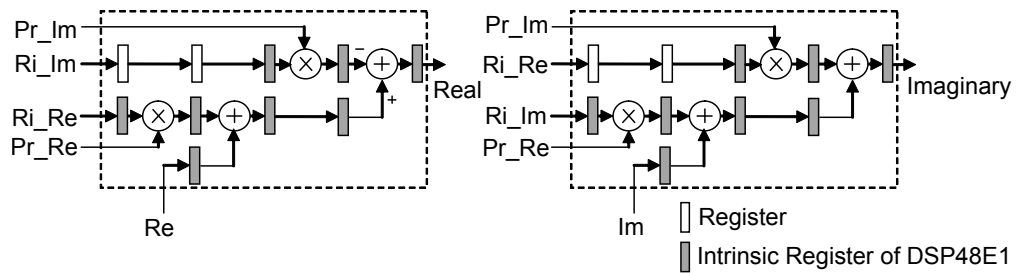 Pr_Im
Ri_Im
−
+
Real
Ri_Re
×
+
+
Pr_Re
Re
Pr_Im
Ri_Re
×
+
Imaginary
Ri_Im
×
+
Pr_Re
Im
Register
Intrinsic Register of DSP48E1